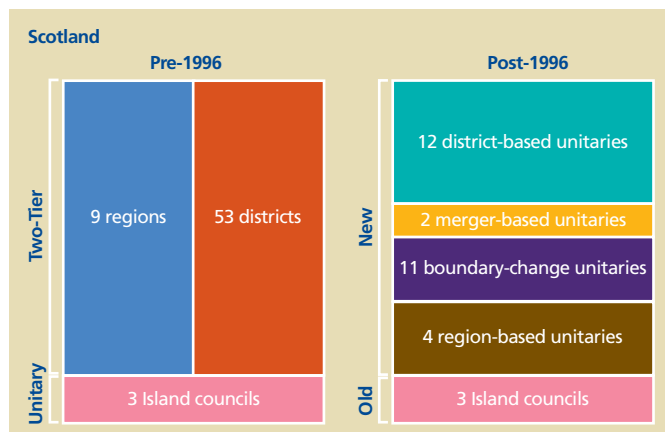 Scotland
Pre-1996
Two-Tier
9 regions
53 districts
Unitary
3 Island councils
Post-1996
New
12 district-based unitaries
2 merger-based unitaries
11 boundary-change unitaries
4 region-based unitaries
Old
3 Island councils